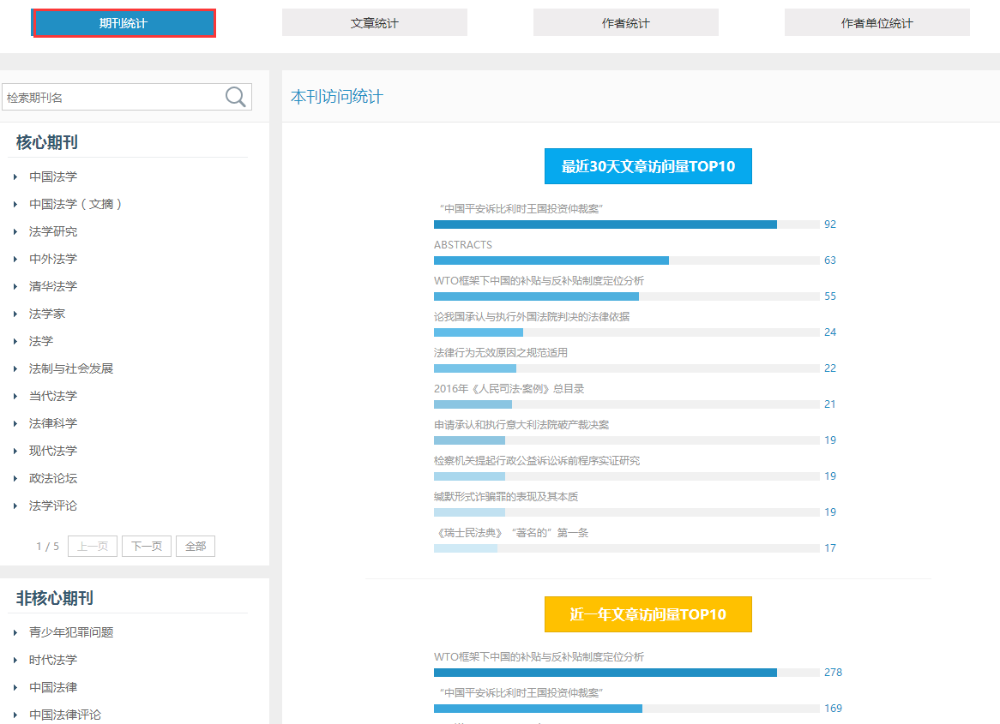 期刊统计
文章统计
作者统计
作者单位统计
检索期刊名
核心期刊
中国法学
中国法学（文摘）
法学研究
中外法学
清华法学
法学家
法学
法制与社会发展
当代法学
法律科学
现代法学
政法论坛
法学评论
1 / 5 上一页 下一页 全部
非核心期刊
青少年犯罪问题
时代法学
中国法律
中国法律评论
本刊访问统计
最近30天文章访问量TOP10
“中国平安诉比利时王国投资仲裁案”
92
ABSTRACTS
63
WTO框架下中国的补贴与反补贴制度定位分析
55
论我国承认与执行外国法院判决的法律依据
24
法律行为无效原因之规范适用
22
2016年《人民司法·案例》总目录
21
申请承认和执行意大利法院破产裁决案
19
检察机关提起行政公益诉讼诉前程序实证研究
19
缄默形式诈骗罪的表现及其本质
19
《瑞士民法典》“著名的”第一条
17
近一年文章访问量TOP10
WTO框架下中国的补贴与反补贴制度定位分析
278
“中国平安诉比利时王国投资仲裁案”
169